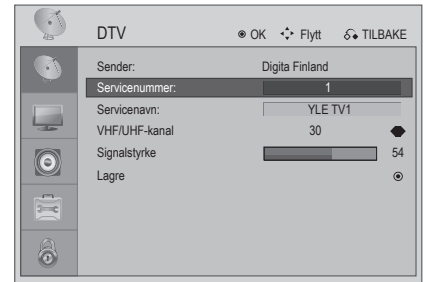 DTV ◉ OK Flytt TILBAKE
Sender: Digita Finland
Servicenummer: 1
Servicenavn: YLE TV1
VHF/UHF-kanal 30
Signalstyrke 54
Lagre ◉